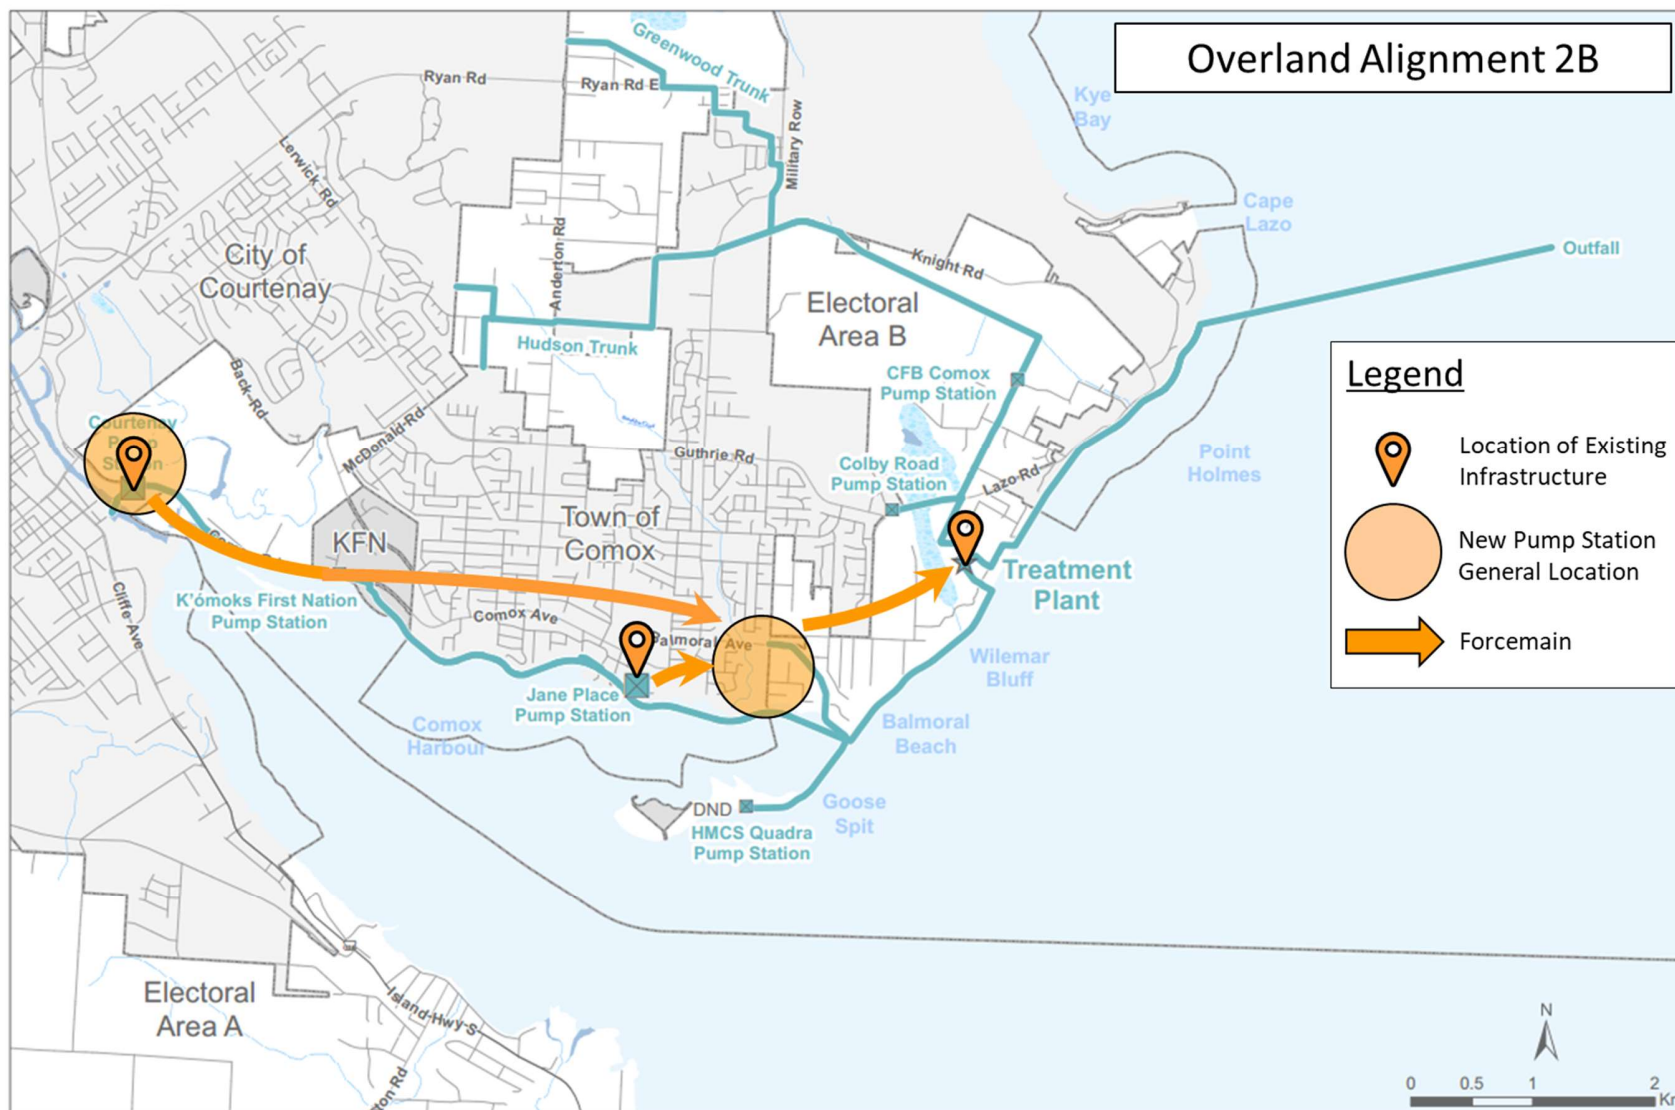 Overland Alignment 2B
Greenwood Trunk
Ryan Rd
Ryan Rd E
Military Row
Kye
Bay
Lerwick Rd
Cape
Lazo
City of
Courtenay
Anderton Rd
Knight Rd
Outfall
Electoral
Area B
Hudson Trunk
Legend
Back Rd
CFB Comox
Pump Station
Courtenay
Pump
Station
McDonald Rd
Guthrie Rd
Colby Road
Pump Station
Lazo Rd
Point
Holmes
Location of Existing
Infrastructure
Town of
Comox
KFN
New Pump Station
General Location
Treatment
Plant
Cliffe Ave
K'ómoks First Nation
Pump Station
Comox Ave
Balmoral Ave
Forcemain
Wilemar
Bluff
Jane Place
Pump Station
Comox
Harbour
Balmoral
Beach
DND
HMCS Quadra
Pump Station
Goose
Spit
Electoral
Area A
Island Hwy S
ton Rd
N
0 0.5 1 2